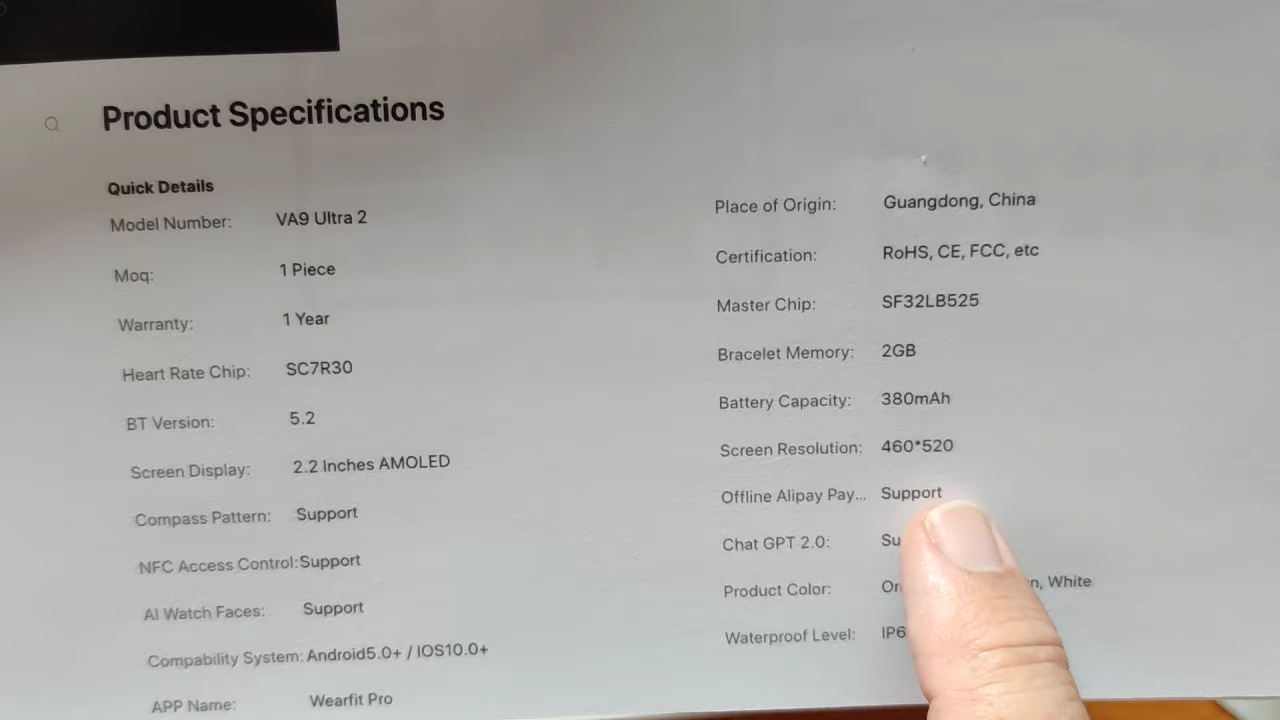 Product Specifications
Quick Details
Model Number: VA9 Ultra 2
Moq: 1 Piece
Warranty: 1 Year
Heart Rate Chip: SC7R30
BT Version: 5.2
Screen Display: 2.2 Inches AMOLED
Compass Pattern: Support
NFC Access Control: Support
AI Watch Faces: Support
Compability System: Android5.0+ / IOS10.0+
APP Name: Wearfit Pro
Place of Origin: Guangdong, China
Certification: RoHS, CE, FCC, etc
Master Chip: SF32LB525
Bracelet Memory: 2GB
Battery Capacity: 380mAh
Screen Resolution: 460*520
Offline Alipay Pay... Support
Chat GPT 2.0:
Product Color: White
Waterproof Level: